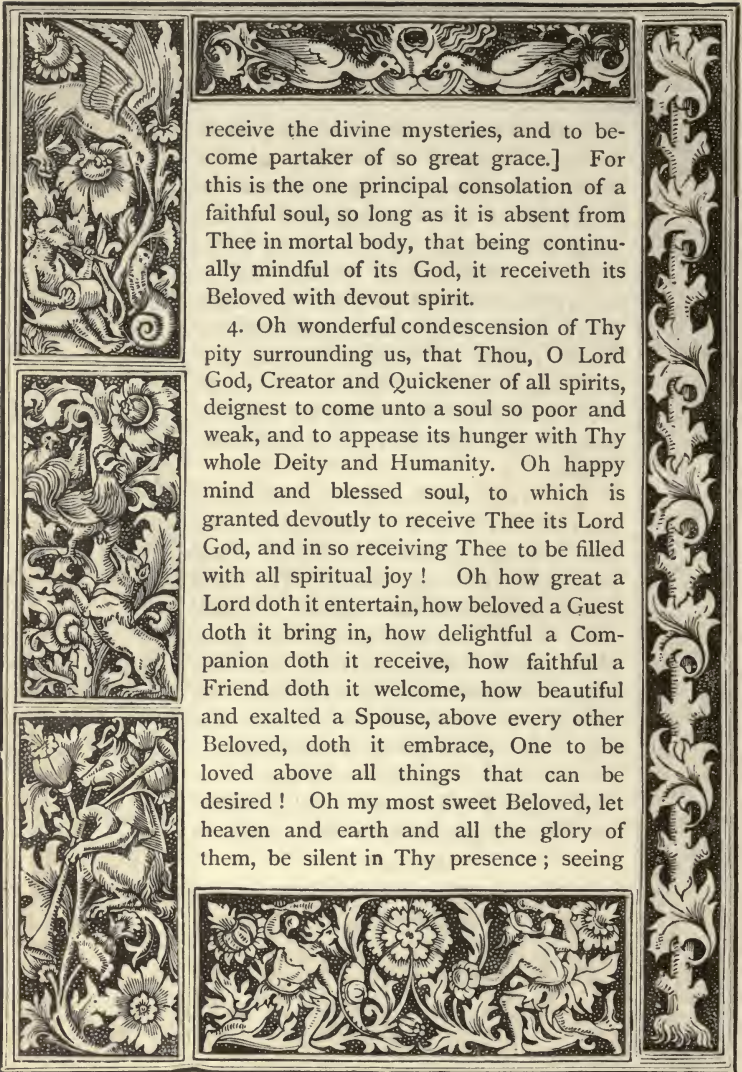 receive the divine mysteries, and to be-
come partaker of so great grace.] For
this is the one principal consolation of a
faithful soul, so long as it is absent from
Thee in mortal body, that being continu-
ally mindful of its God, it receiveth its
Beloved with devout spirit.
4. Oh wonderful condescension of Thy
pity surrounding us, that Thou, O Lord
God, Creator and Quickener of all spirits,
deignest to come unto a soul so poor and
weak, and to appease its hunger with Thy
whole Deity and Humanity. Oh happy
mind and blessed soul, to which is
granted devoutly to receive Thee its Lord
God, and in so receiving Thee to be filled
with all spiritual joy ! Oh how great a
Lord doth it entertain, how beloved a Guest
doth it bring in, how delightful a Com-
panion doth it receive, how faithful a
Friend doth it welcome, how beautiful
and exalted a Spouse, above every other
Beloved, doth it embrace, One to be
loved above all things that can be
desired ! Oh my most sweet Beloved, let
heaven and earth and all the glory of
them, be silent in Thy presence ; seeing